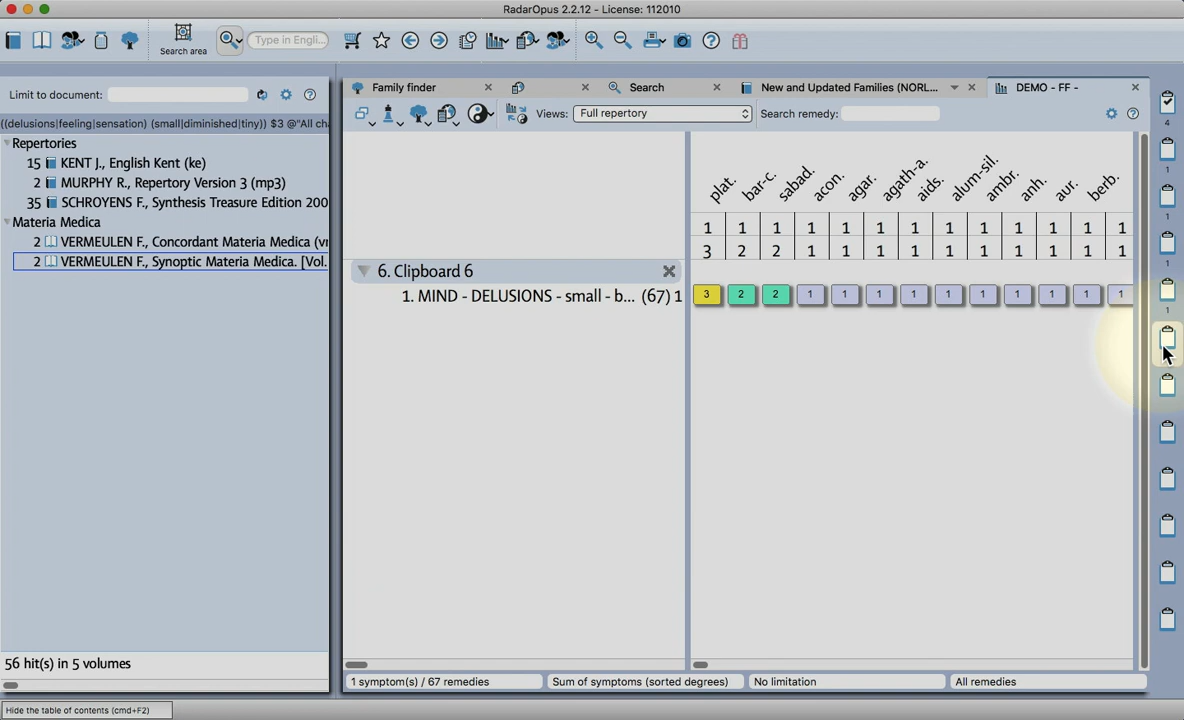 RadarOpus 2.2.12 - License: 112010
Search area
Type in Engli...
Limit to document:
((delusions|feeling|sensation) (small|diminished|tiny)) $3 @"All cha
Repertories
15 KENT J., English Kent (ke)
2 MURPHY R., Repertory Version 3 (mp3)
35 SCHROYENS F., Synthesis Treasure Edition 200
Materia Medica
2 VERMEULEN F., Concordant Materia Medica (vr
2 VERMEULEN F., Synoptic Materia Medica. [Vol.
56 hit(s) in 5 volumes
Hide the table of contents (cmd+F2)
Family finder
Search
New and Updated Families (NORL...
DEMO - FF -
Views: Full repertory
Search remedy:
plat. bar-c. sabad. acon. agar. agath-a. aids. alum-sil. ambr. anh. aur. berb.
1 1 1 1 1 1 1 1 1 1 1 1 1
3 2 2 1 1 1 1 1 1 1 1 1 1
6. Clipboard 6
1. MIND - DELUSIONS - small - b... (67) 1
3 2 2 1 1 1 1 1 1 1 1 1 1
1 symptom(s) / 67 remedies
Sum of symptoms (sorted degrees)
No limitation
All remedies
4
1
1
1
1